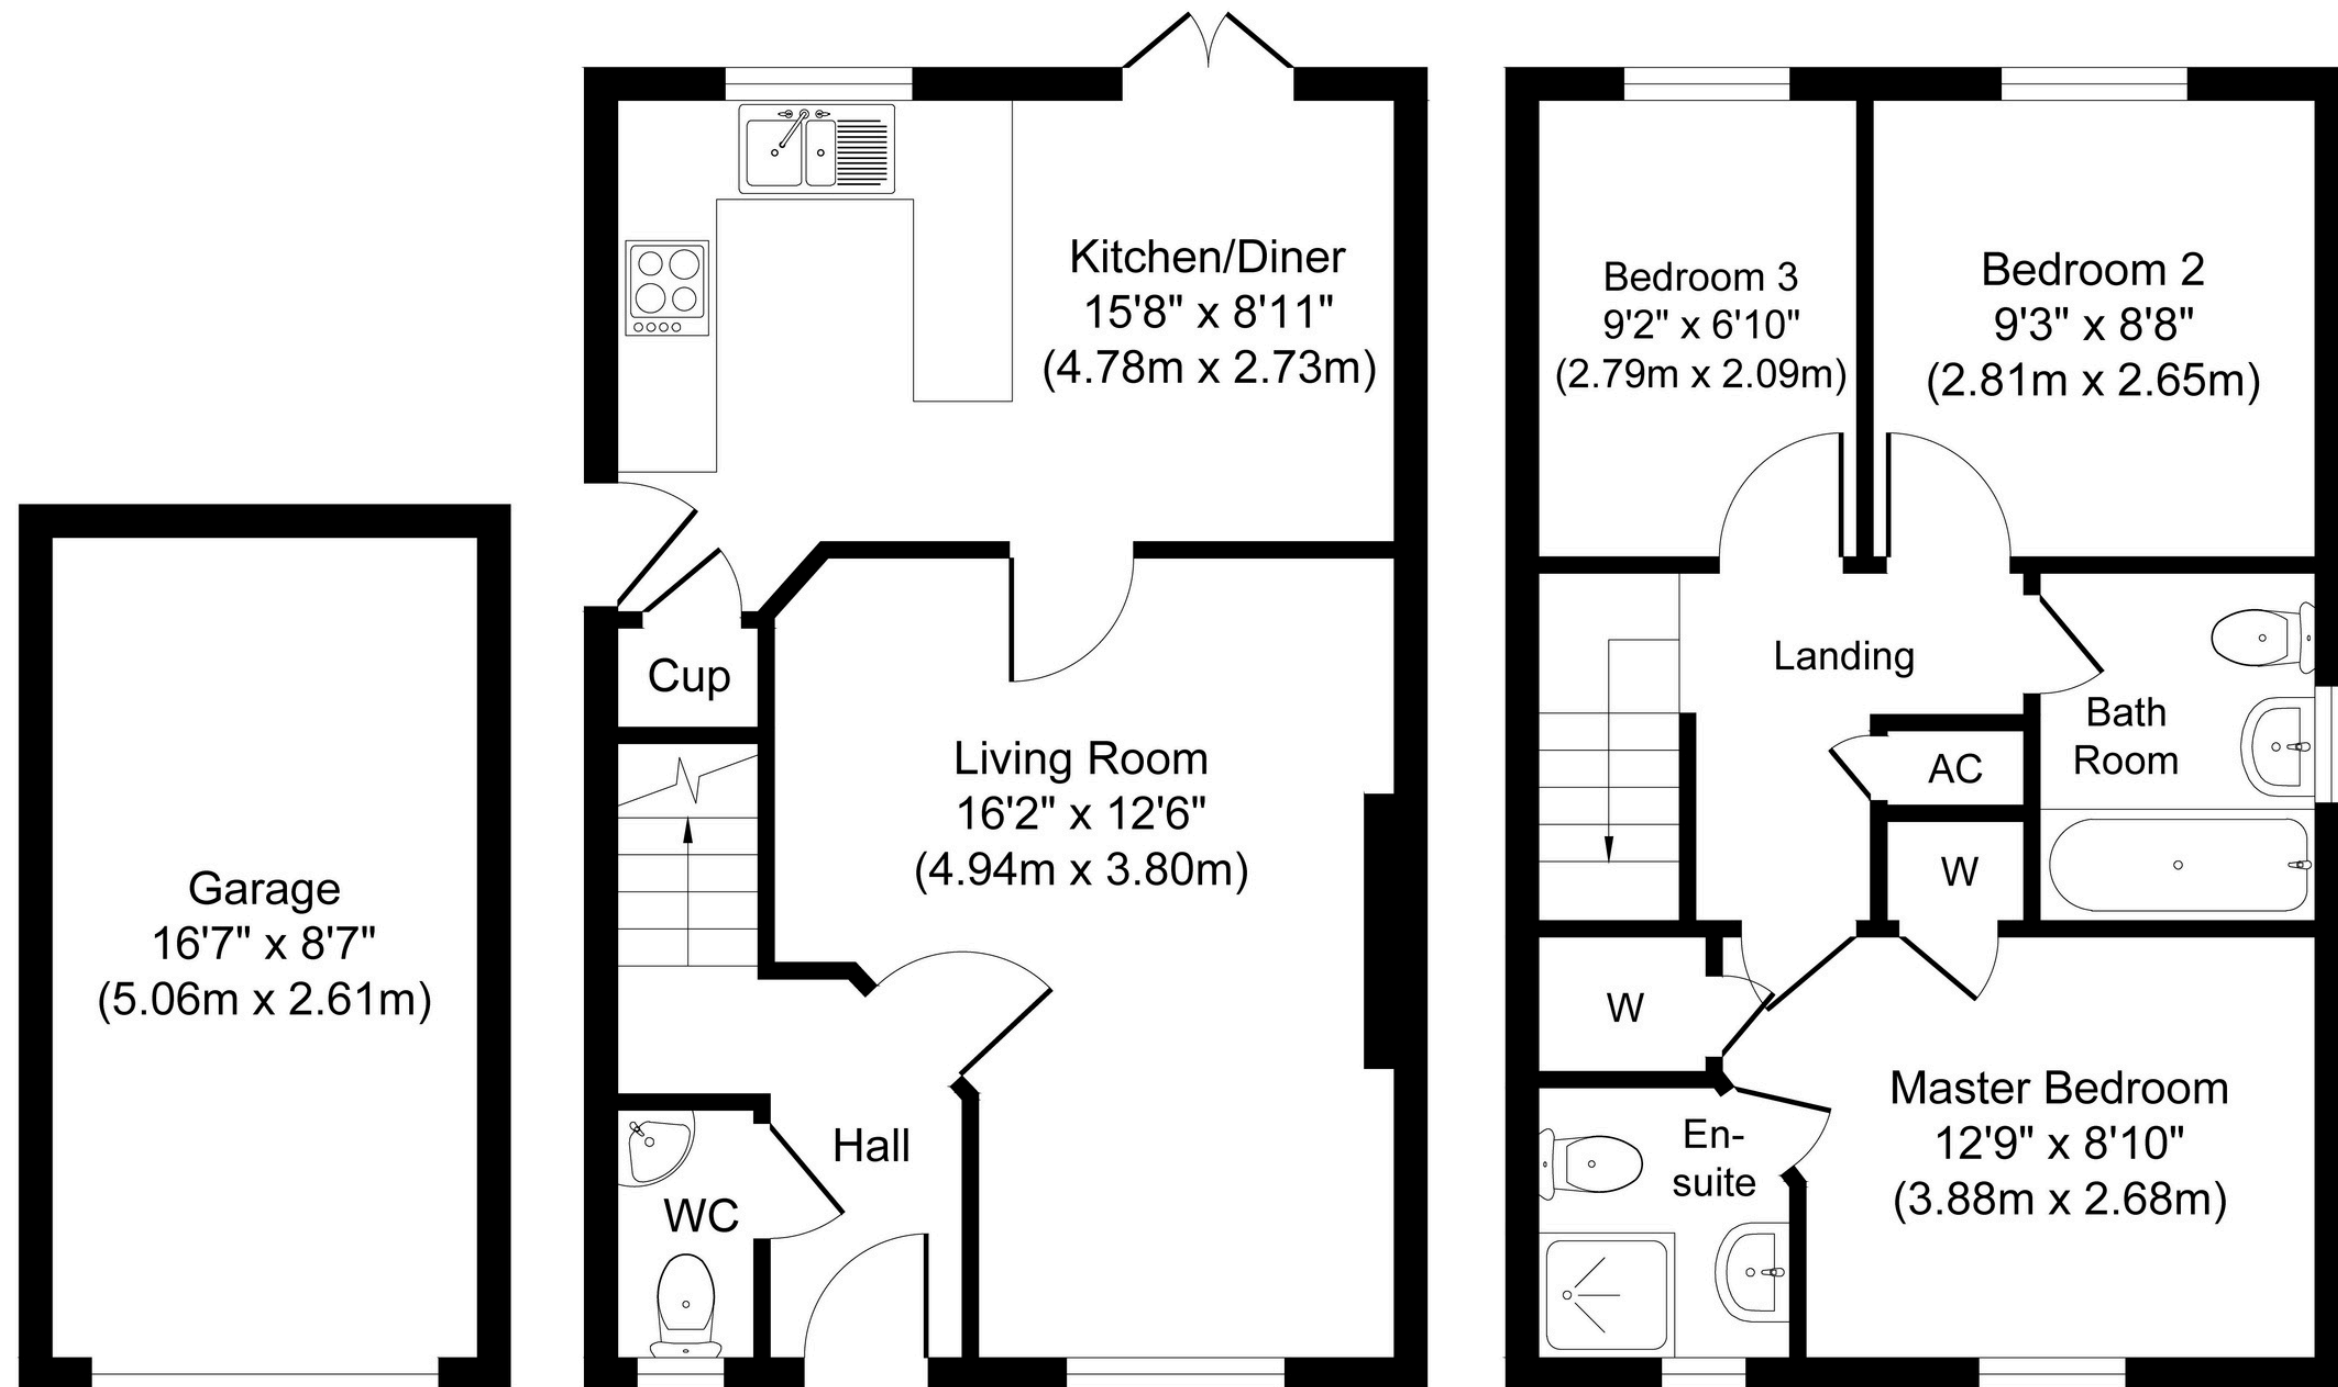 Garage
16'7" x 8'7"
(5.06m x 2.61m)
Kitchen/Diner
15'8" x 8'11"
(4.78m x 2.73m)
Cup
Living Room
16'2" x 12'6"
(4.94m x 3.80m)
Hall
WC
Bedroom 3
9'2" x 6'10"
(2.79m x 2.09m)
Bedroom 2
9'3" x 8'8"
(2.81m x 2.65m)
Landing
Bath
Room
AC
W
W
Master Bedroom
12'9" x 8'10"
(3.88m x 2.68m)
En-
suite